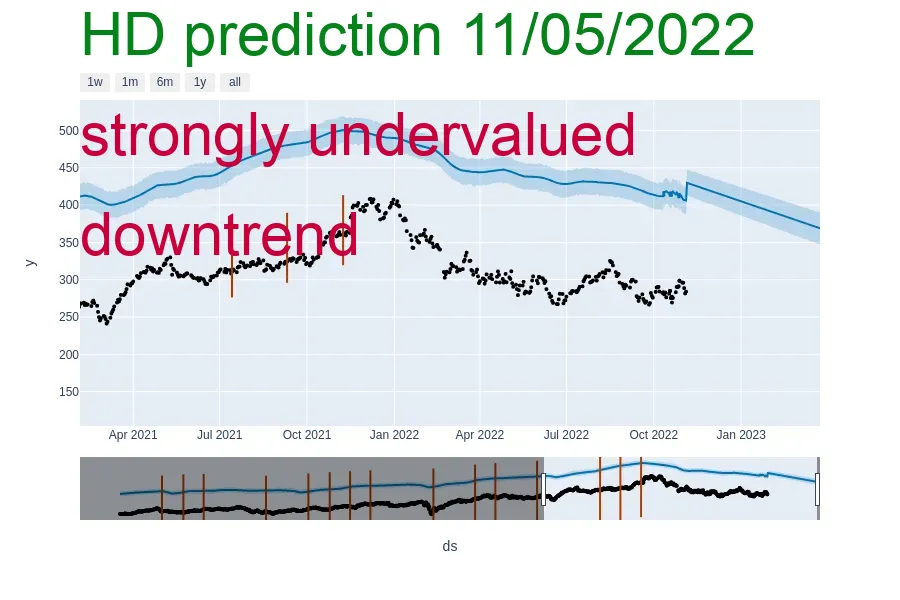 HD prediction 11/05/2022
1w 1m 6m 1y all
strongly undervalued
downtrend
500
450
400
350
300
250
200
150
y
Apr 2021 Jul 2021 Oct 2021 Jan 2022 Apr 2022 Jul 2022 Oct 2022 Jan 2023
ds